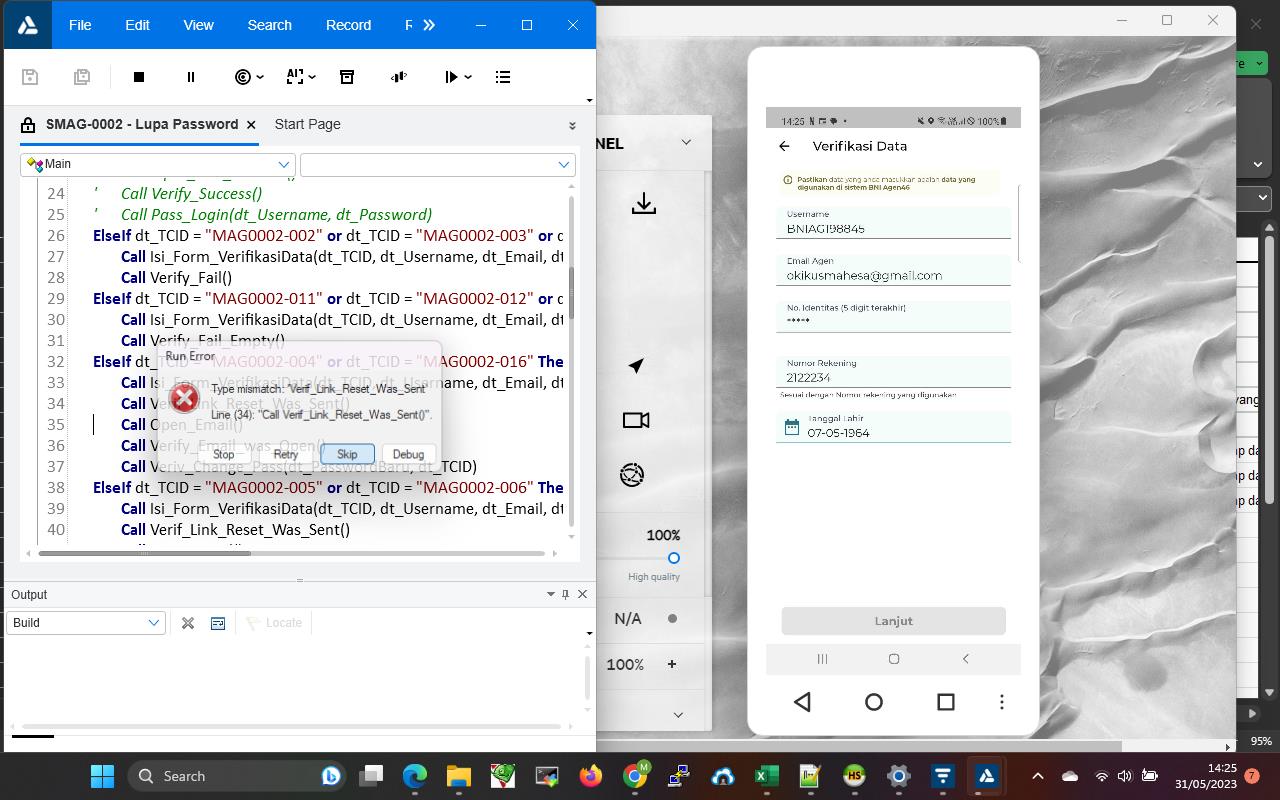 File Edit View Search Record
SMAG-0002 - Lupa Password Start Page
Main
24 ' Call Verify_Success()
25 ' Call Pass_Login(dt_Username, dt_Password)
26 ElseIf dt_TCID = "MAG0002-002" or dt_TCID = "MAG0002-003" or d
27 Call Isi_Form_VerifikasiData(dt_TCID, dt_Username, dt_Email, dt
28 Call Verify_Fail()
29 ElseIf dt_TCID = "MAG0002-011" or dt_TCID = "MAG0002-012" or d
30 Call Isi_Form_VerifikasiData(dt_TCID, dt_Username, dt_Email, dt
31 Call Verify_Fail_Empty()
32 ElseIf dt_TCID = "MAG0002-004" or dt_TCID = "MAG0002-016" The
33 Call Isi_Form_VerifikasiData(dt_TCID, dt_Username, dt_Email, dt
34 Call Verif_Link_Reset_Was_Sent()
35 Call Open_Email()
36 Call Verify_Email_was_Open()
37 Call Veriv_Change_Pass(dt_PasswordBaru, dt_TCID)
38 ElseIf dt_TCID = "MAG0002-005" or dt_TCID = "MAG0002-006" The
39 Call Isi_Form_VerifikasiData(dt_TCID, dt_Username, dt_Email, dt
40 Call Verif_Link_Reset_Was_Sent()
Run Error
Type mismatch: 'Verif_Link_Reset_Was_Sent'
Line (34): "Call Verif_Link_Reset_Was_Sent()".
Stop Retry Skip Debug
Output
Build
Locate
NEL
100%
High quality
N/A
100% +
14:25
100%
Verifikasi Data
Pastikan data yang anda masukkan adalah data yang
digunakan di sistem BNI Agen46
Username
BNIAG198845
Email Agen
okikusmahesa@gmail.com
No. Identitas (5 digit terakhir)
*****
Nomor Rekening
2122234
Sesuai dengan Nomor rekening yang digunakan
Tanggal Lahir
07-05-1964
Lanjut
re
yang
p da
p da
95%
Search
14:25
31/05/2023
7